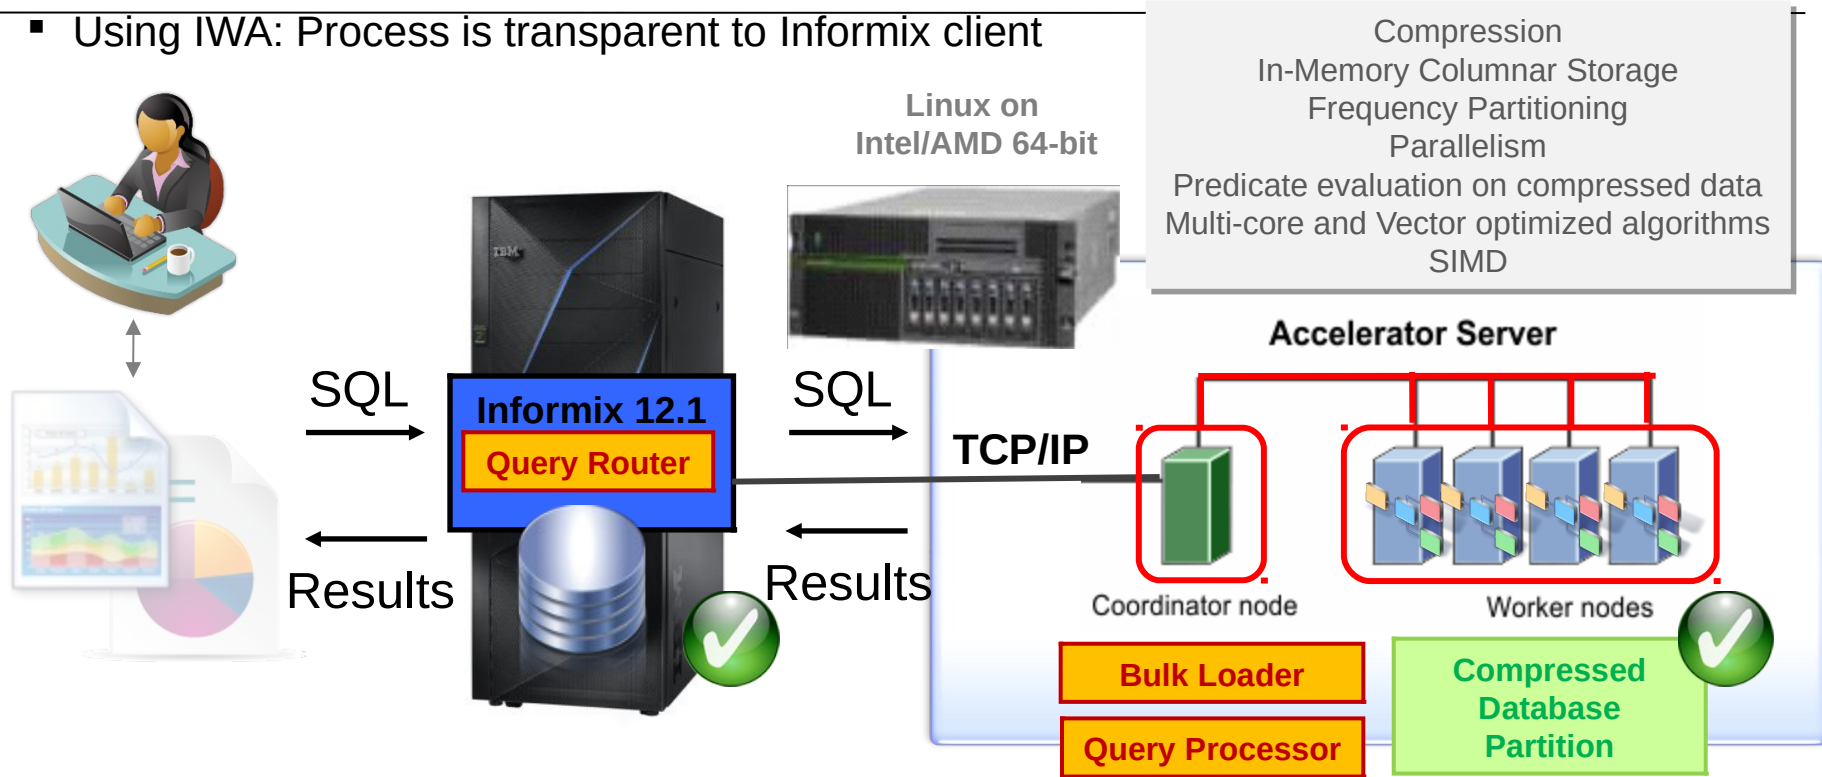 ▪ Using IWA: Process is transparent to Informix client
Compression
In-Memory Columnar Storage
Frequency Partitioning
Parallelism
Predicate evaluation on compressed data
Multi-core and Vector optimized algorithms
SIMD
Linux on
Intel/AMD 64-bit
IBM
Accelerator Server
SQL
Informix 12.1
Query Router
SQL
TCP/IP
Results
Results
Coordinator node
Worker nodes
Bulk Loader
Query Processor
Compressed
Database
Partition